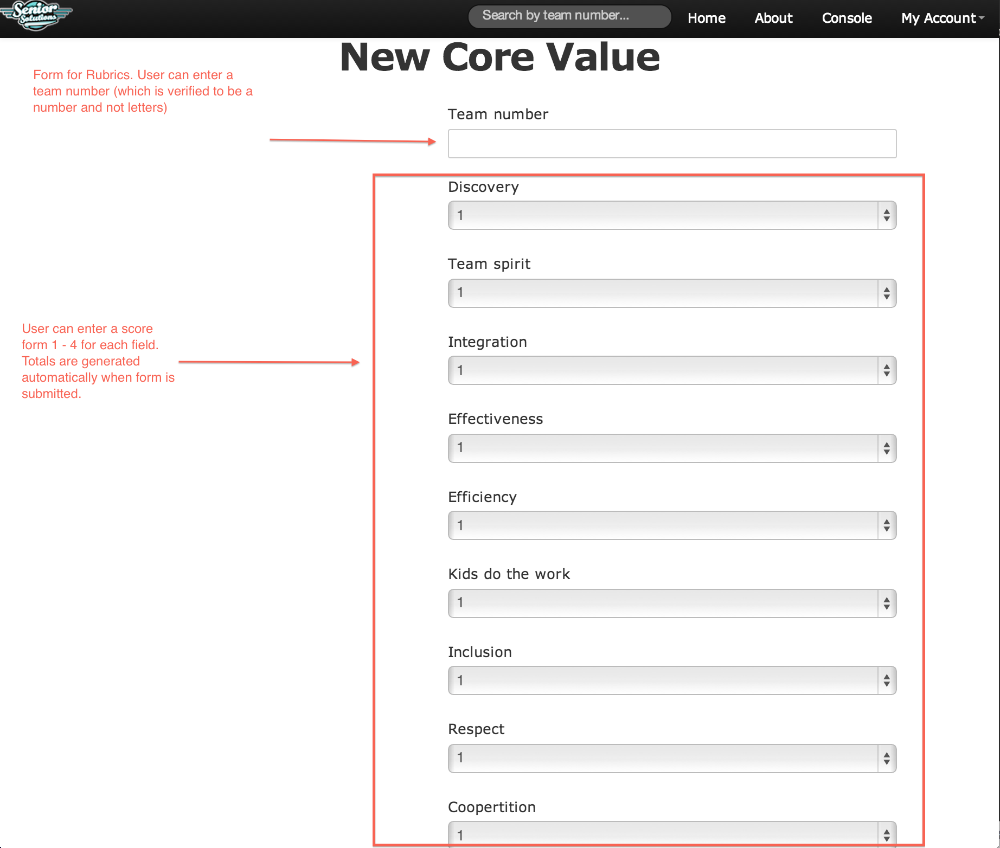 Senior
Solutions
Search by team number...
Home
About
Console
My Account
New Core Value
Form for Rubrics. User can enter a
team number (which is verified to be a
number and not letters)
Team number
Discovery
1
Team spirit
1
Integration
1
User can enter a score
form 1 - 4 for each field.
Totals are generated
automatically when form is
submitted.
Effectiveness
1
Efficiency
1
Kids do the work
1
Inclusion
1
Respect
1
Coopertition
1